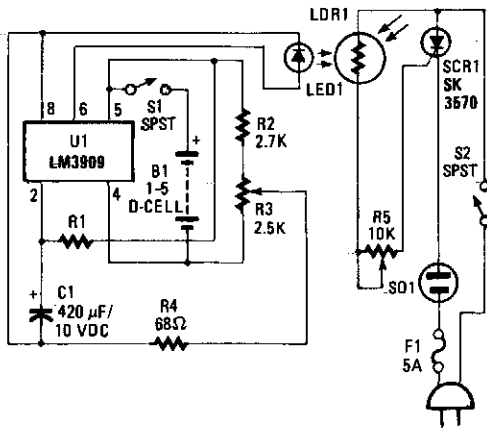 LDR1
LED1
SCR1
SK
3570
S2
SPST
8
6
5
S1
SPST
U1
LM3909
2
4
B1
1-5
D-CELL
+
R2
2.7K
R3
2.5K
R5
10K
R1
+
C1
420 µF/
10 VDC
R4
68Ω
SO1
F1
5A